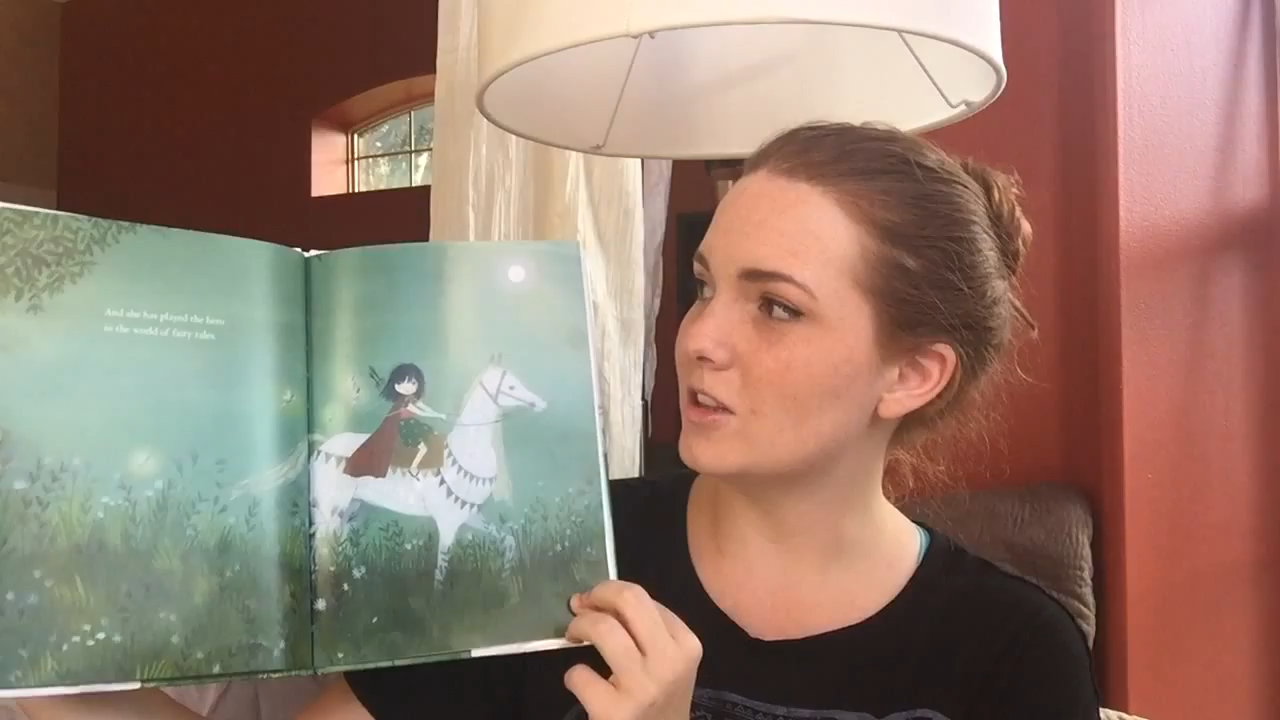 And she has played the hero
in the world of fairy tales.